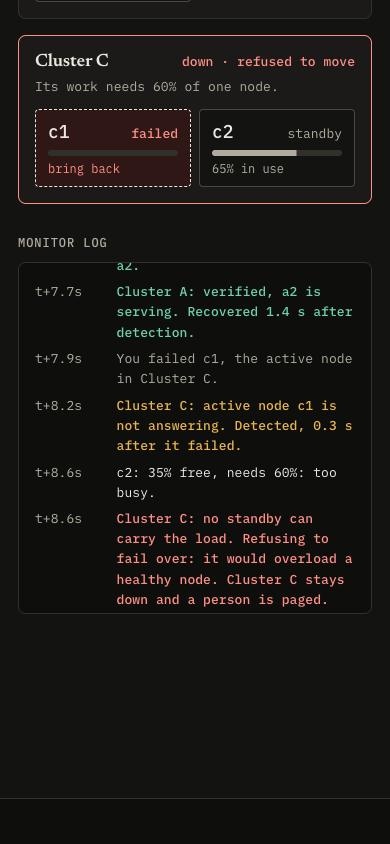 Cluster C
down · refused to move
Its work needs 60% of one node.
c1
failed
bring back
c2
standby
65% in use
MONITOR LOG
a2.
t+7.7s
Cluster A: verified, a2 is
serving. Recovered 1.4 s after
detection.
t+7.9s
You failed c1, the active node
in Cluster C.
t+8.2s
Cluster C: active node c1 is
not answering. Detected, 0.3 s
after it failed.
t+8.6s
c2: 35% free, needs 60%: too
busy.
t+8.6s
Cluster C: no standby can
carry the load. Refusing to
fail over: it would overload a
healthy node. Cluster C stays
down and a person is paged.